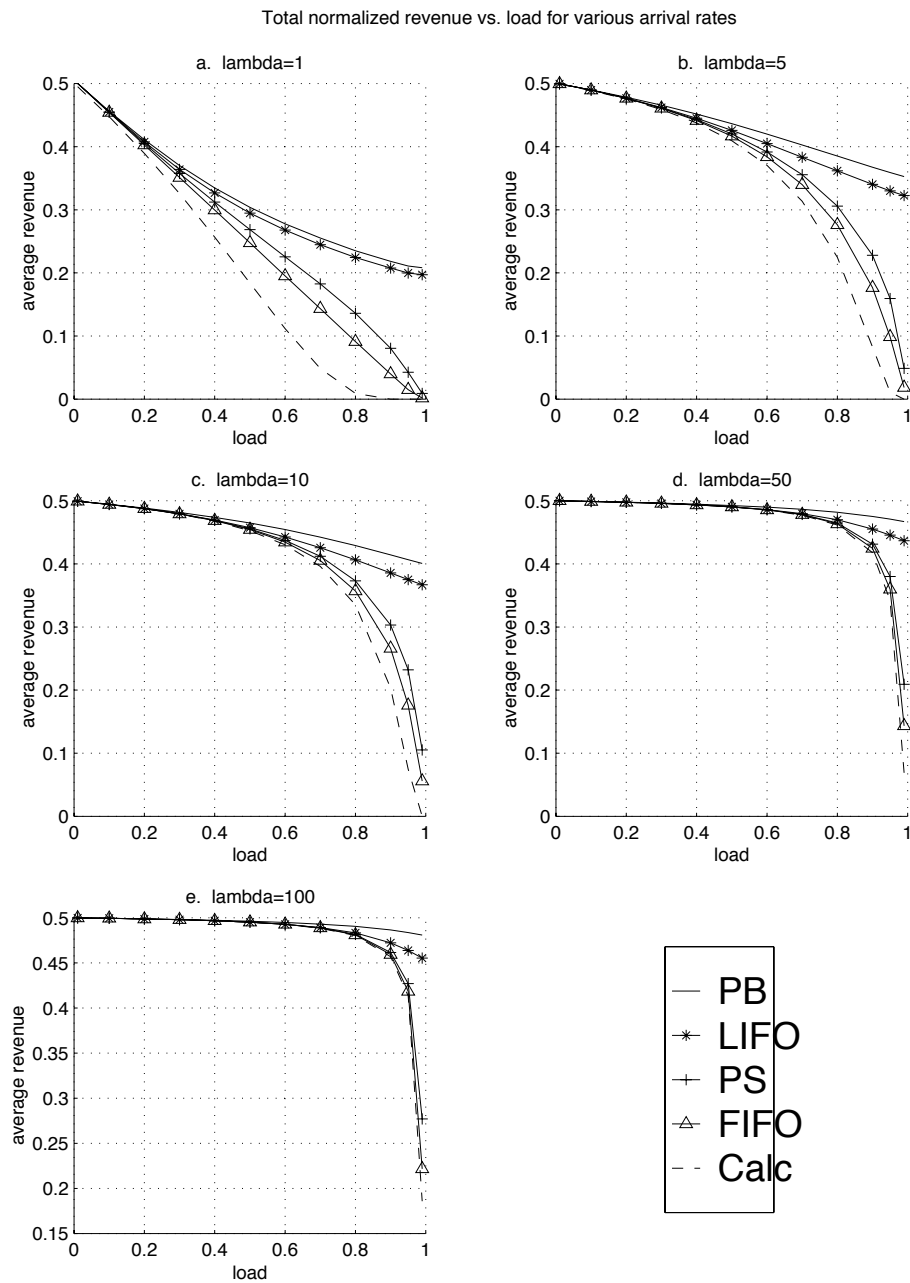 Total normalized revenue vs. load for various arrival rates
a. lambda=1
0.5
0.4
0.3
0.2
0.1
0
average revenue
0 0.2 0.4 0.6 0.8 1
load
b. lambda=5
0.5
0.4
0.3
0.2
0.1
0
average revenue
0 0.2 0.4 0.6 0.8 1
load
c. lambda=10
0.5
0.4
0.3
0.2
0.1
0
average revenue
0 0.2 0.4 0.6 0.8 1
load
d. lambda=50
0.5
0.4
0.3
0.2
0.1
0
average revenue
0 0.2 0.4 0.6 0.8 1
load
e. lambda=100
0.5
0.45
0.4
0.35
0.3
0.25
0.2
0.15
average revenue
0 0.2 0.4 0.6 0.8 1
load
PB
LIFO
PS
FIFO
Calc